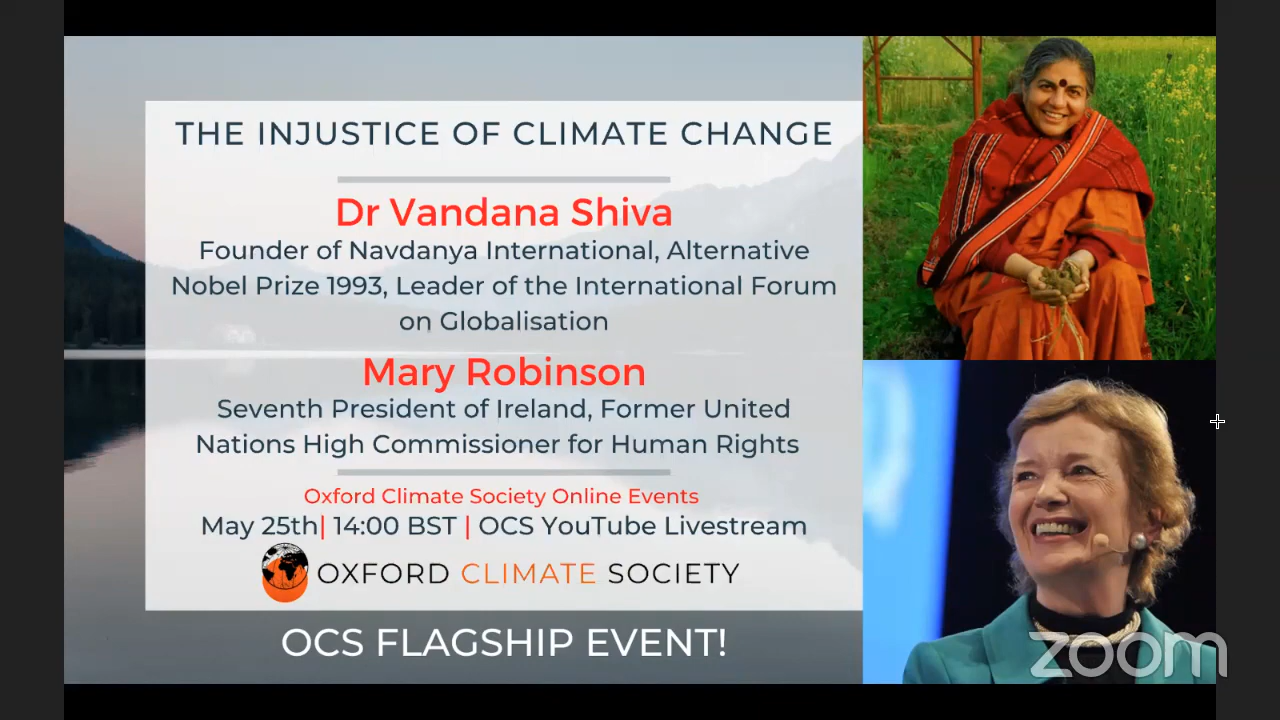 THE INJUSTICE OF CLIMATE CHANGE
Dr Vandana Shiva
Founder of Navdanya International, Alternative
Nobel Prize 1993, Leader of the International Forum
on Globalisation
Mary Robinson
Seventh President of Ireland, Former United
Nations High Commissioner for Human Rights
Oxford Climate Society Online Events
May 25th| 14:00 BST | OCS YouTube Livestream
OXFORD CLIMATE SOCIETY
OCS FLAGSHIP EVENT!
zoom